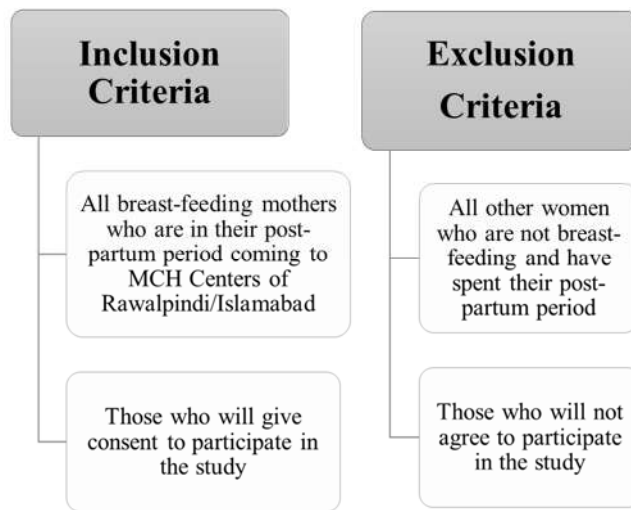 Inclusion
Criteria
All breast-feeding mothers
who are in their post-
partum period coming to
MCH Centers of
Rawalpindi/Islamabad
Those who will give
consent to participate in
the study
Exclusion
Criteria
All other women
who are not breast-
feeding and have
spent their post-
partum period
Those who will not
agree to participate
in the study